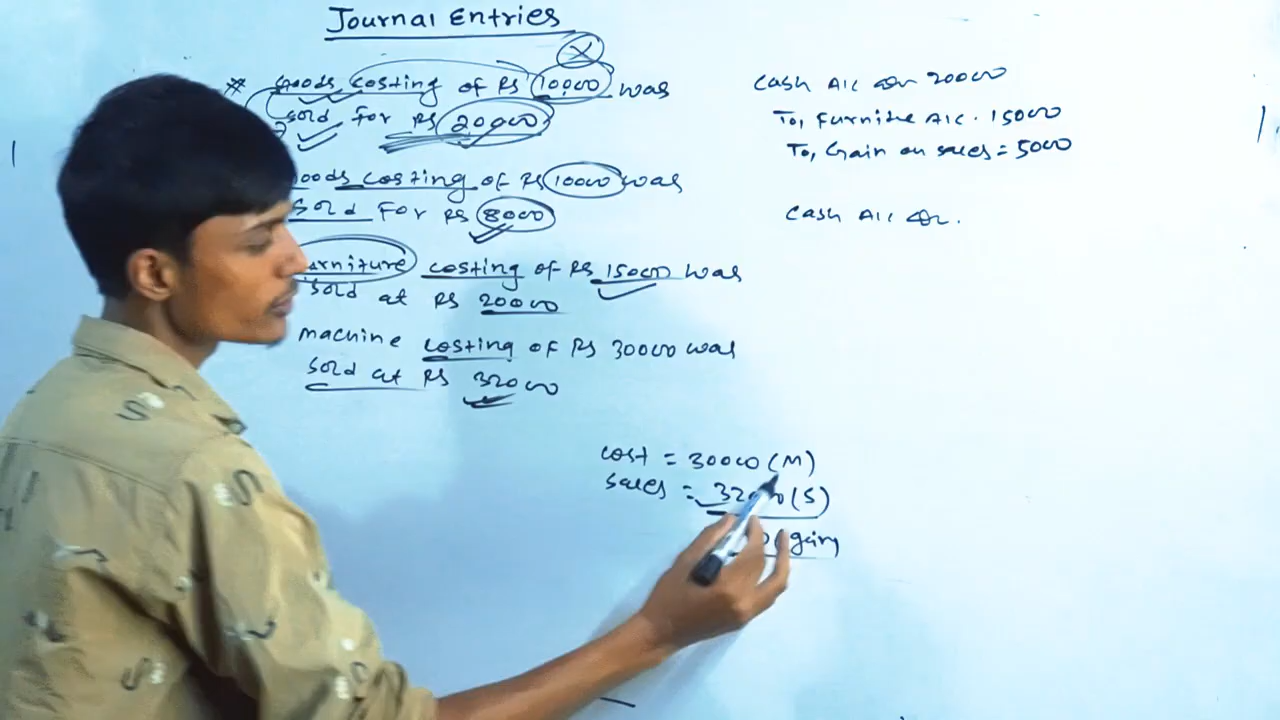 Journal Entries
* Goods costing of Rs 10000 was
sold for Rs 20000
oods costing of Rs 10000 was
sold for Rs 8000
urniture costing of Rs 15000 was
sold at Rs 20000
machine costing of Rs 30000 was
sold at Rs 32000
Cash A/c Dr 20000
To, Furniture A/c. 15000
To, Gain on sales = 5000
Cash A/c Dr.
cost = 30000 (M)
sales = (S)
(gain)